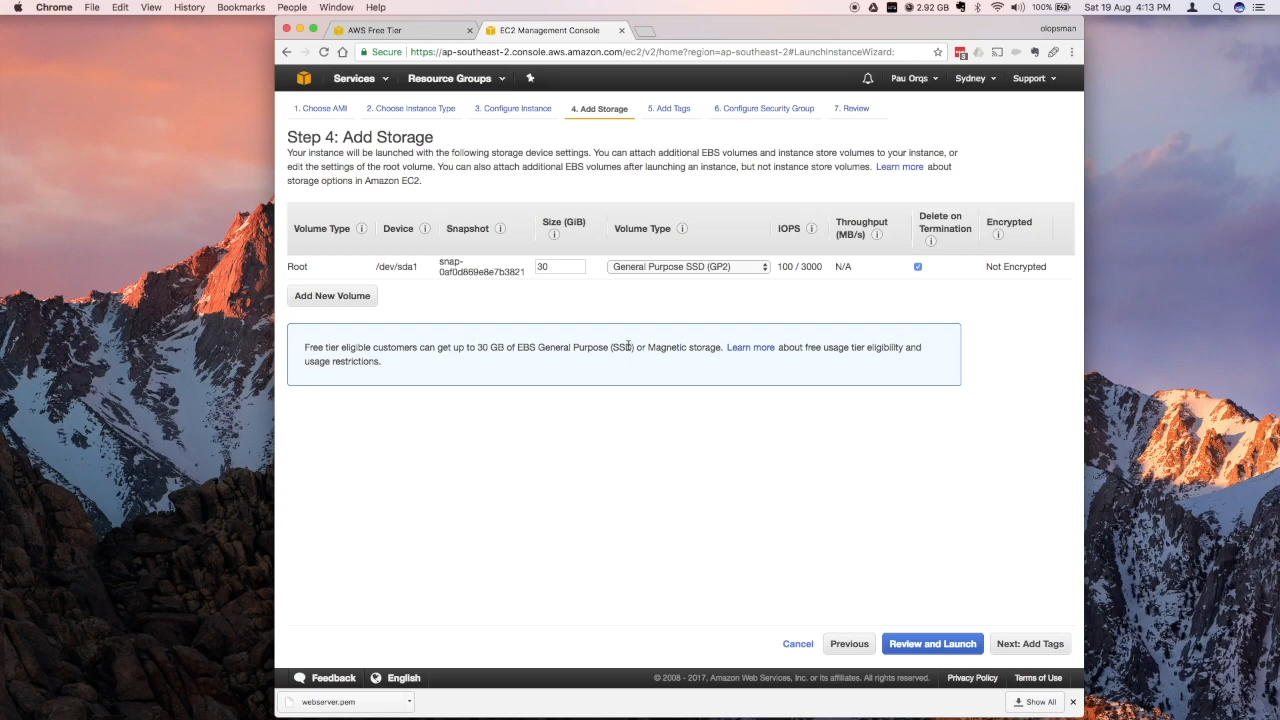 Chrome File Edit View History Bookmarks People Window Help 2.92 GB 100% Sat 19 Aug 4:13 PM
AWS Free Tier EC2 Management Console olopsman
Secure https://ap-southeast-2.console.aws.amazon.com/ec2/v2/home?region=ap-southeast-2#LaunchInstanceWizard: 3
Services Resource Groups Pau Orqs Sydney Support
1. Choose AMI 2. Choose Instance Type 3. Configure Instance 4. Add Storage 5. Add Tags 6. Configure Security Group 7. Review
Step 4: Add Storage
Your instance will be launched with the following storage device settings. You can attach additional EBS volumes and instance store volumes to your instance, or
edit the settings of the root volume. You can also attach additional EBS volumes after launching an instance, but not instance store volumes. Learn more about
storage options in Amazon EC2.
Volume Type Device Snapshot Size (GiB) Volume Type IOPS Throughput (MB/s) Delete on Termination Encrypted
Root /dev/sda1 snap-0af0d869e8e7b3821 30 General Purpose SSD (GP2) 100 / 3000 N/A Not Encrypted
Add New Volume
Free tier eligible customers can get up to 30 GB of EBS General Purpose (SSD) or Magnetic storage. Learn more about free usage tier eligibility and
usage restrictions.
Cancel Previous Review and Launch Next: Add Tags
Feedback English © 2008 - 2017, Amazon Web Services, Inc. or its affiliates. All rights reserved. Privacy Policy Terms of Use
webserver.pem Show All